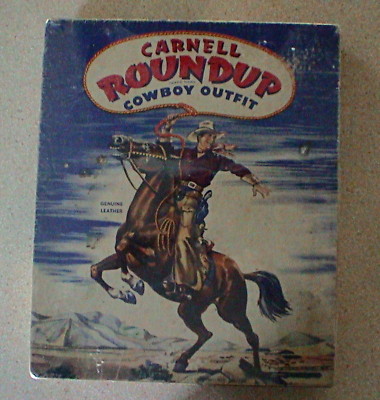 CARNELL
ROUNDUP
COWBOY OUTFIT
GENUINE
LEATHER